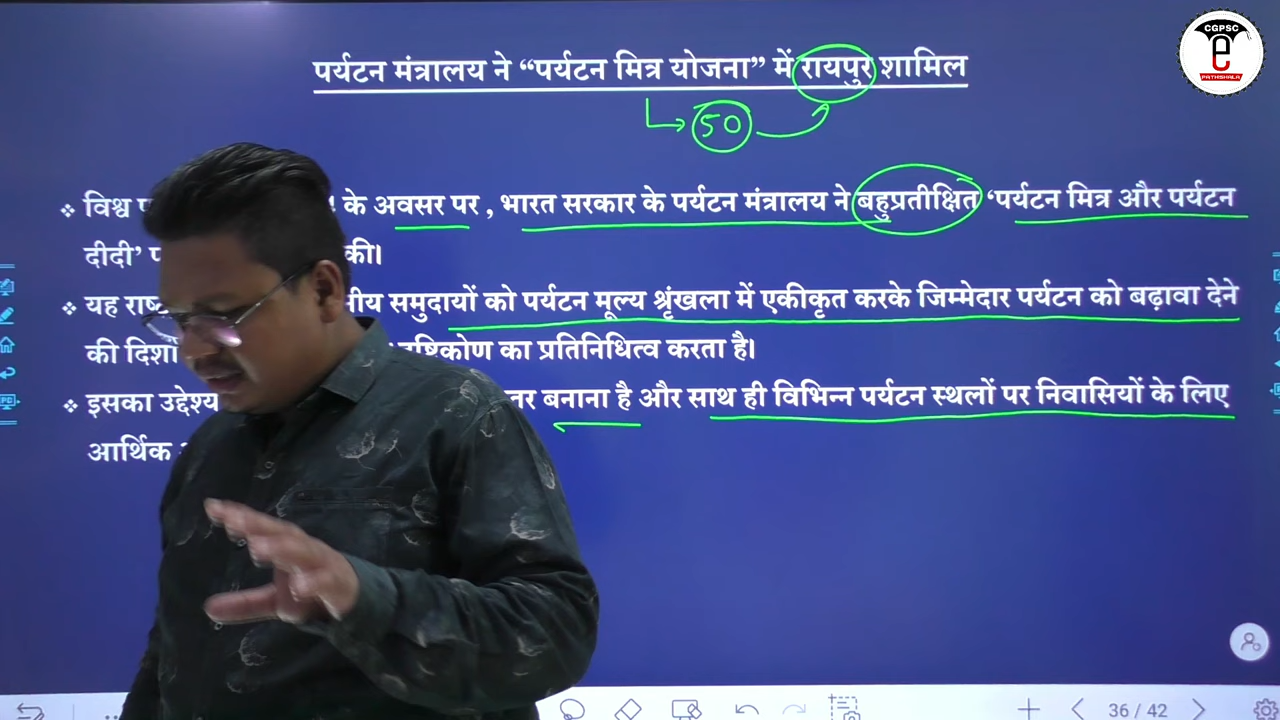 CGPSC
e
PATHSHALA
पर्यटन मंत्रालय ने “पर्यटन मित्र योजना” में रायपुर शामिल
50
❖ विश्व के अवसर पर , भारत सरकार के पर्यटन मंत्रालय ने बहुप्रतीक्षित ‘पर्यटन मित्र और पर्यटन
दीदी’ की।
❖ यह समुदायों को पर्यटन मूल्य श्रृंखला में एकीकृत करके जिम्मेदार पर्यटन को बढ़ावा देने
की दृष्टिकोण का प्रतिनिधित्व करता है।
❖ इसका उद्देश्य बनाना है और साथ ही विभिन्न पर्यटन स्थलों पर निवासियों के लिए
आर्थिक
36 / 42